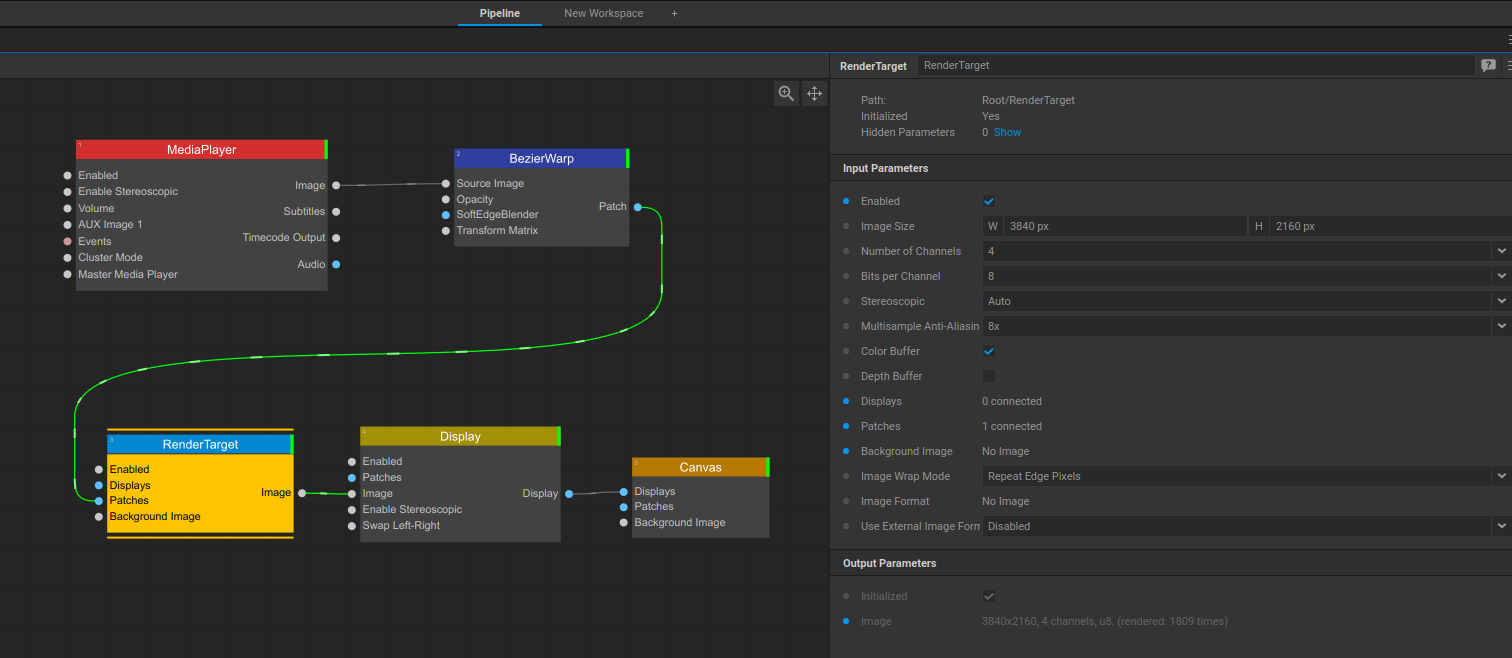 Pipeline New Workspace +
RenderTarget RenderTarget ?
Path: Root/RenderTarget
Initialized Yes
Hidden Parameters 0 Show
1 MediaPlayer
Enabled
Enable Stereoscopic
Volume
AUX Image 1
Events
Cluster Mode
Master Media Player
Image
Subtitles
Timecode Output
Audio
2 BezierWarp
Source Image
Opacity
SoftEdgeBlender
Transform Matrix
Patch
3 RenderTarget
Enabled
Displays
Patches
Background Image
Image
4 Display
Enabled
Patches
Image
Enable Stereoscopic
Swap Left-Right
Display
5 Canvas
Displays
Patches
Background Image
Input Parameters
Enabled
Image Size W 3840 px H 2160 px
Number of Channels 4
Bits per Channel 8
Stereoscopic Auto
Multisample Anti-Aliasin 8x
Color Buffer
Depth Buffer
Displays 0 connected
Patches 1 connected
Background Image No Image
Image Wrap Mode Repeat Edge Pixels
Image Format No Image
Use External Image Forn Disabled
Output Parameters
Initialized
Image 3840x2160, 4 channels, u8. (rendered: 1809 times)